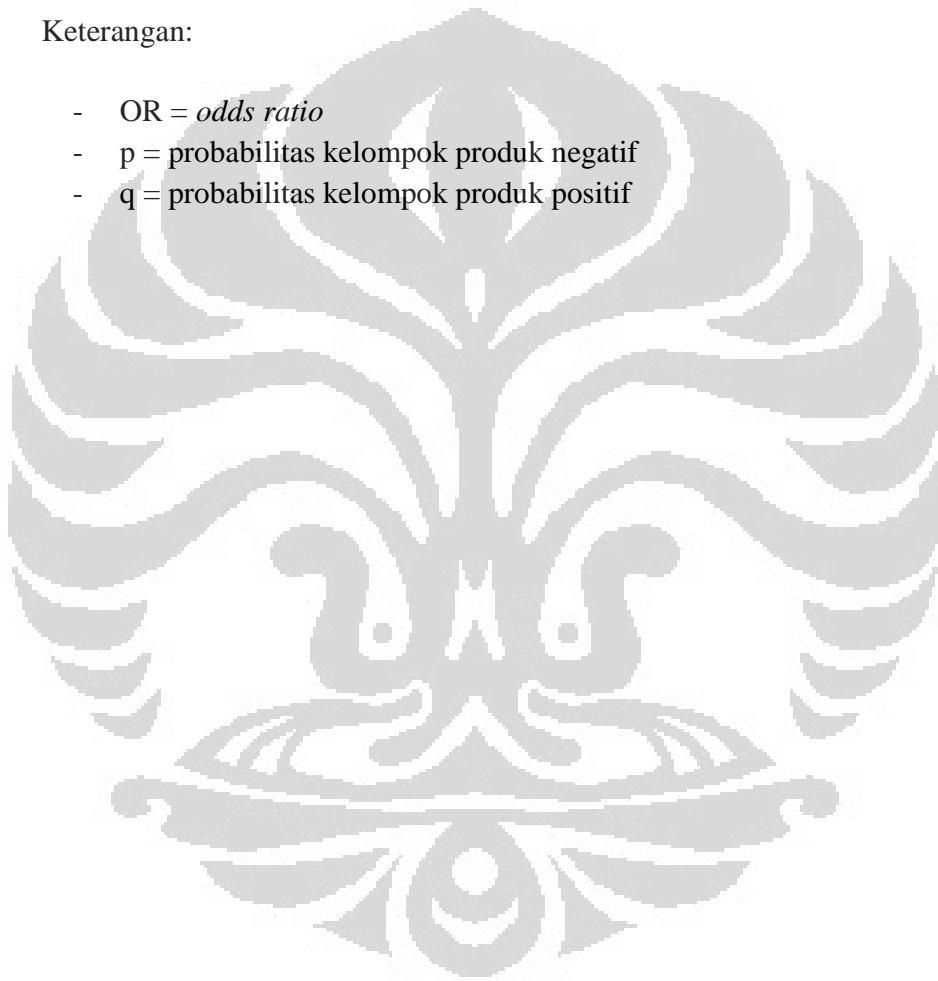 Keterangan:
- OR = odds ratio
- p = probabilitas kelompok produk negatif
- q = probabilitas kelompok produk positif